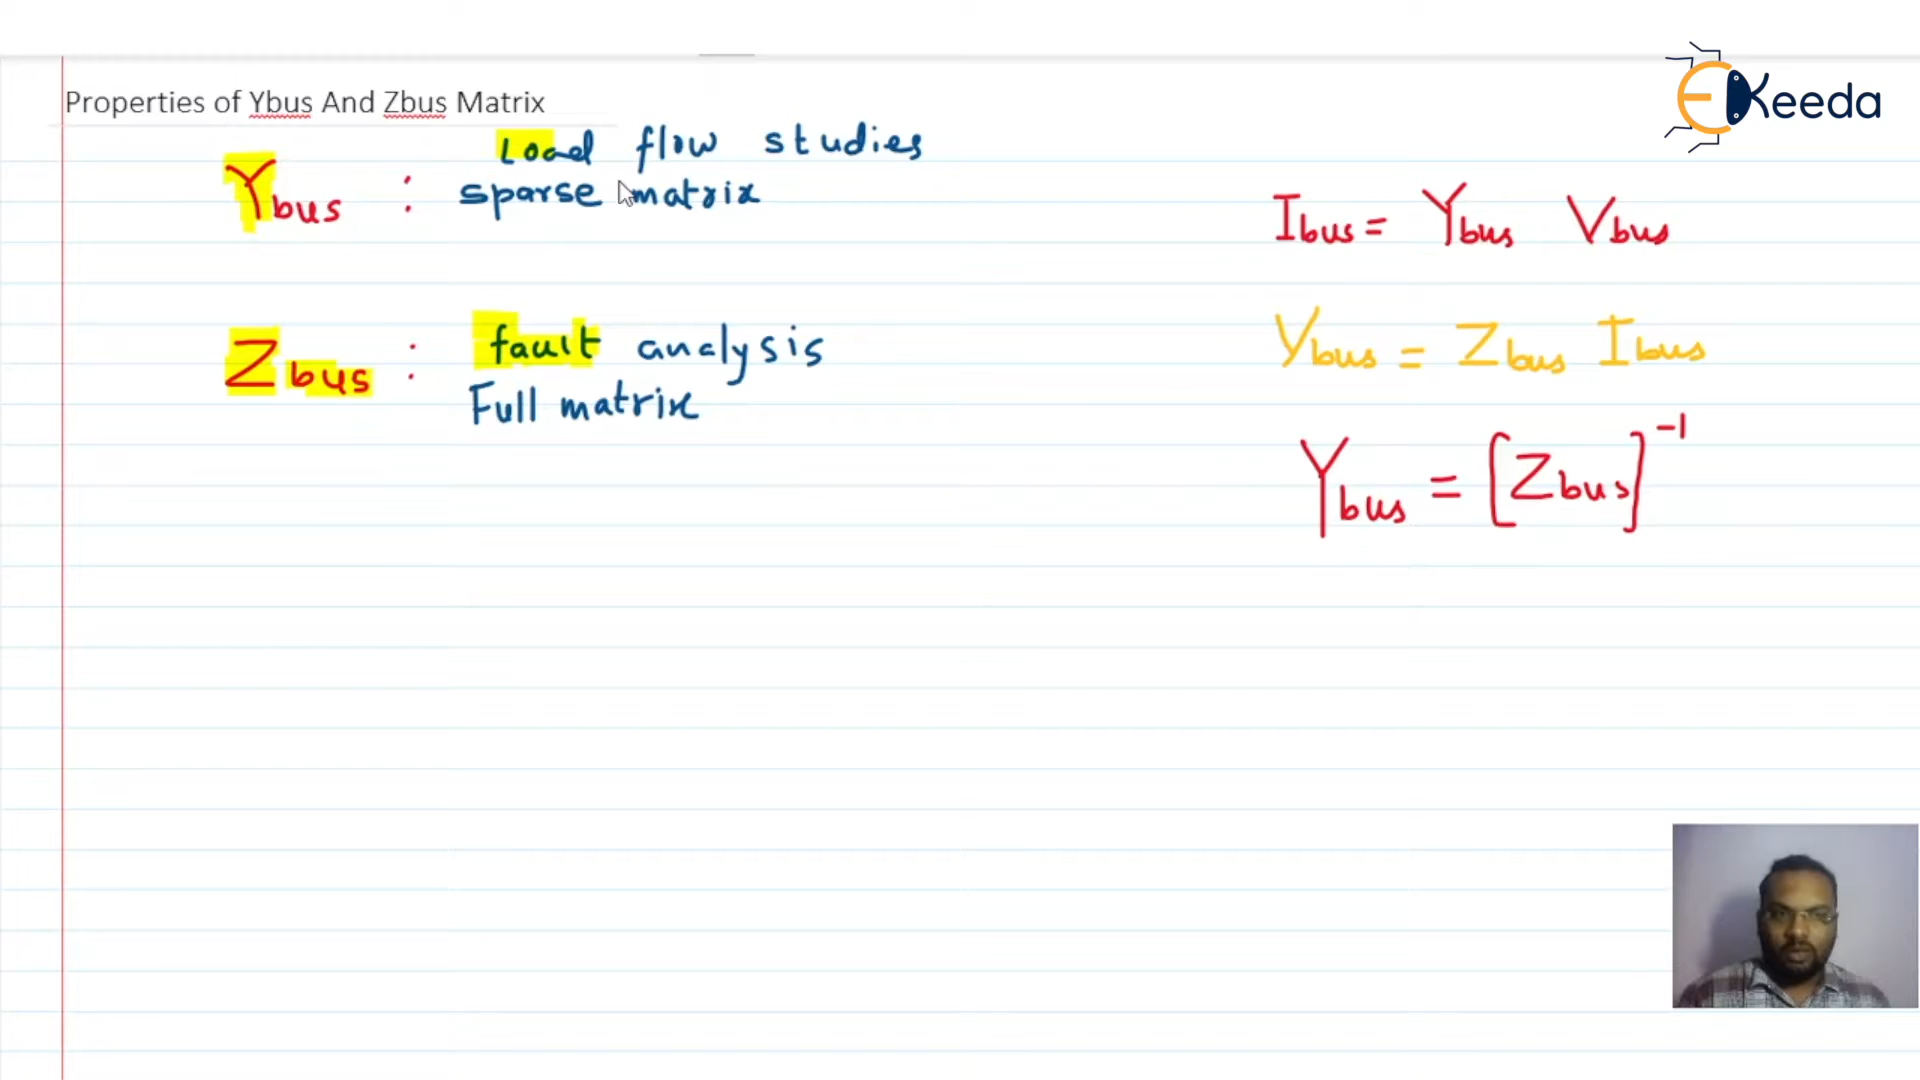 Properties of Ybus And Zbus Matrix
EKeeda
Ybus : Load flow studies
sparse matrix
Ibus = Ybus Vbus
Zbus : fault analysis
Full matrix
Vbus = Zbus Ibus
Ybus = [Zbus]⁻¹